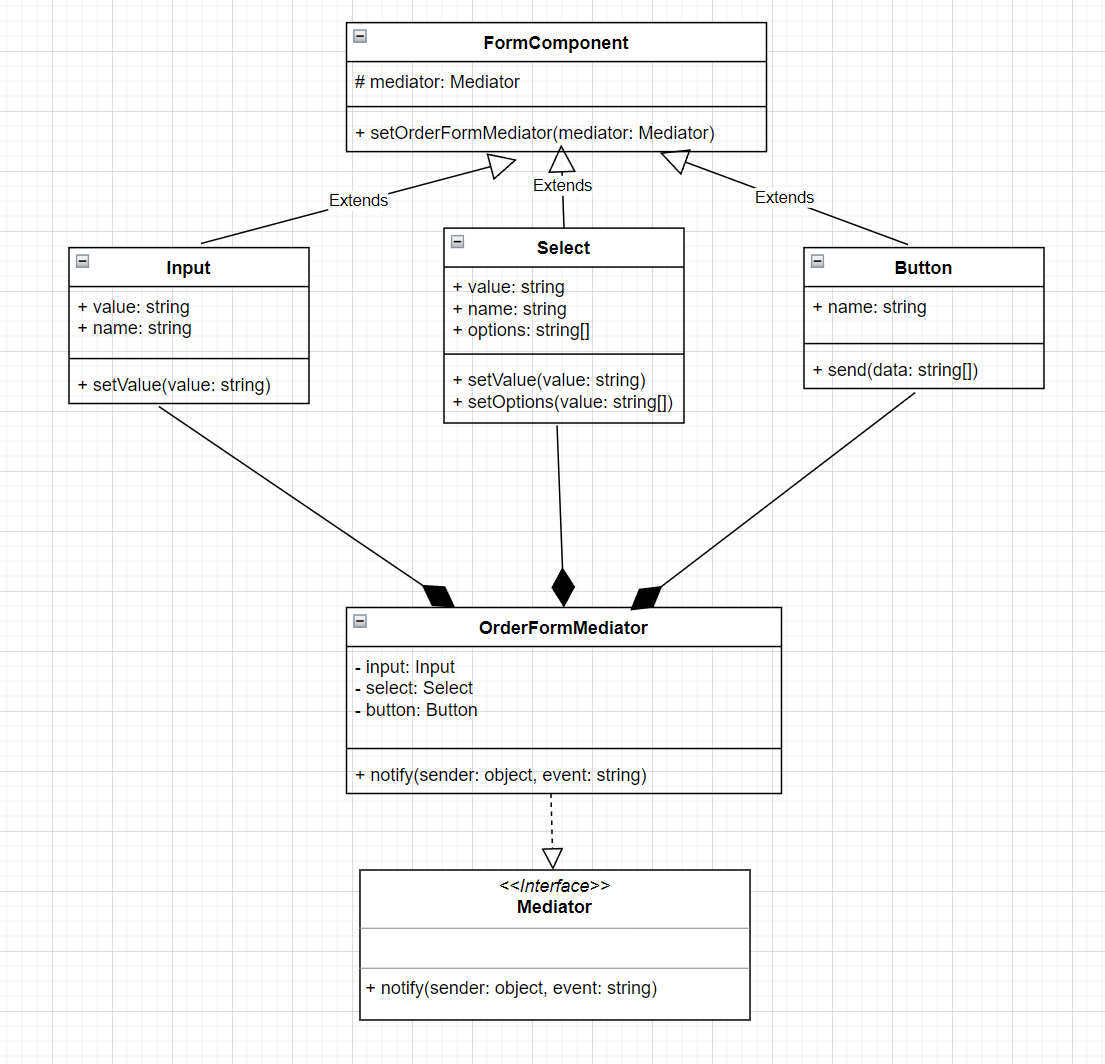 FormComponent
# mediator: Mediator
+ setOrderFormMediator(mediator: Mediator)
Extends
Extends
Extends
Input
+ value: string
+ name: string
+ setValue(value: string)
Select
+ value: string
+ name: string
+ options: string[]
+ setValue(value: string)
+ setOptions(value: string[])
Button
+ name: string
+ send(data: string[])
OrderFormMediator
- input: Input
- select: Select
- button: Button
+ notify(sender: object, event: string)
<<Interface>>
Mediator
+ notify(sender: object, event: string)